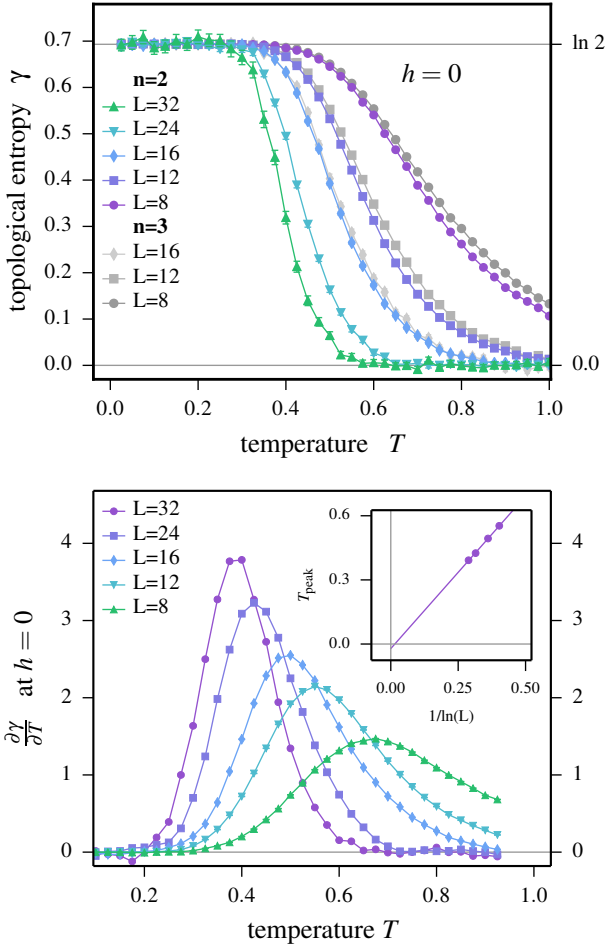 0.7
0.6
0.5
0.4
0.3
0.2
0.1
0.0
topological entropy γ
n=2
L=32
L=24
L=16
L=12
L=8
n=3
L=16
L=12
L=8
h = 0
ln 2
0.0
0.0 0.2 0.4 0.6 0.8 1.0
temperature T
4
3
2
1
0
∂γ/∂T at h = 0
L=32
L=24
L=16
L=12
L=8
0.6
0.3
0.0
T_peak
0.00 0.25 0.50
1/ln(L)
4
3
2
1
0
0.2 0.4 0.6 0.8 1.0
temperature T